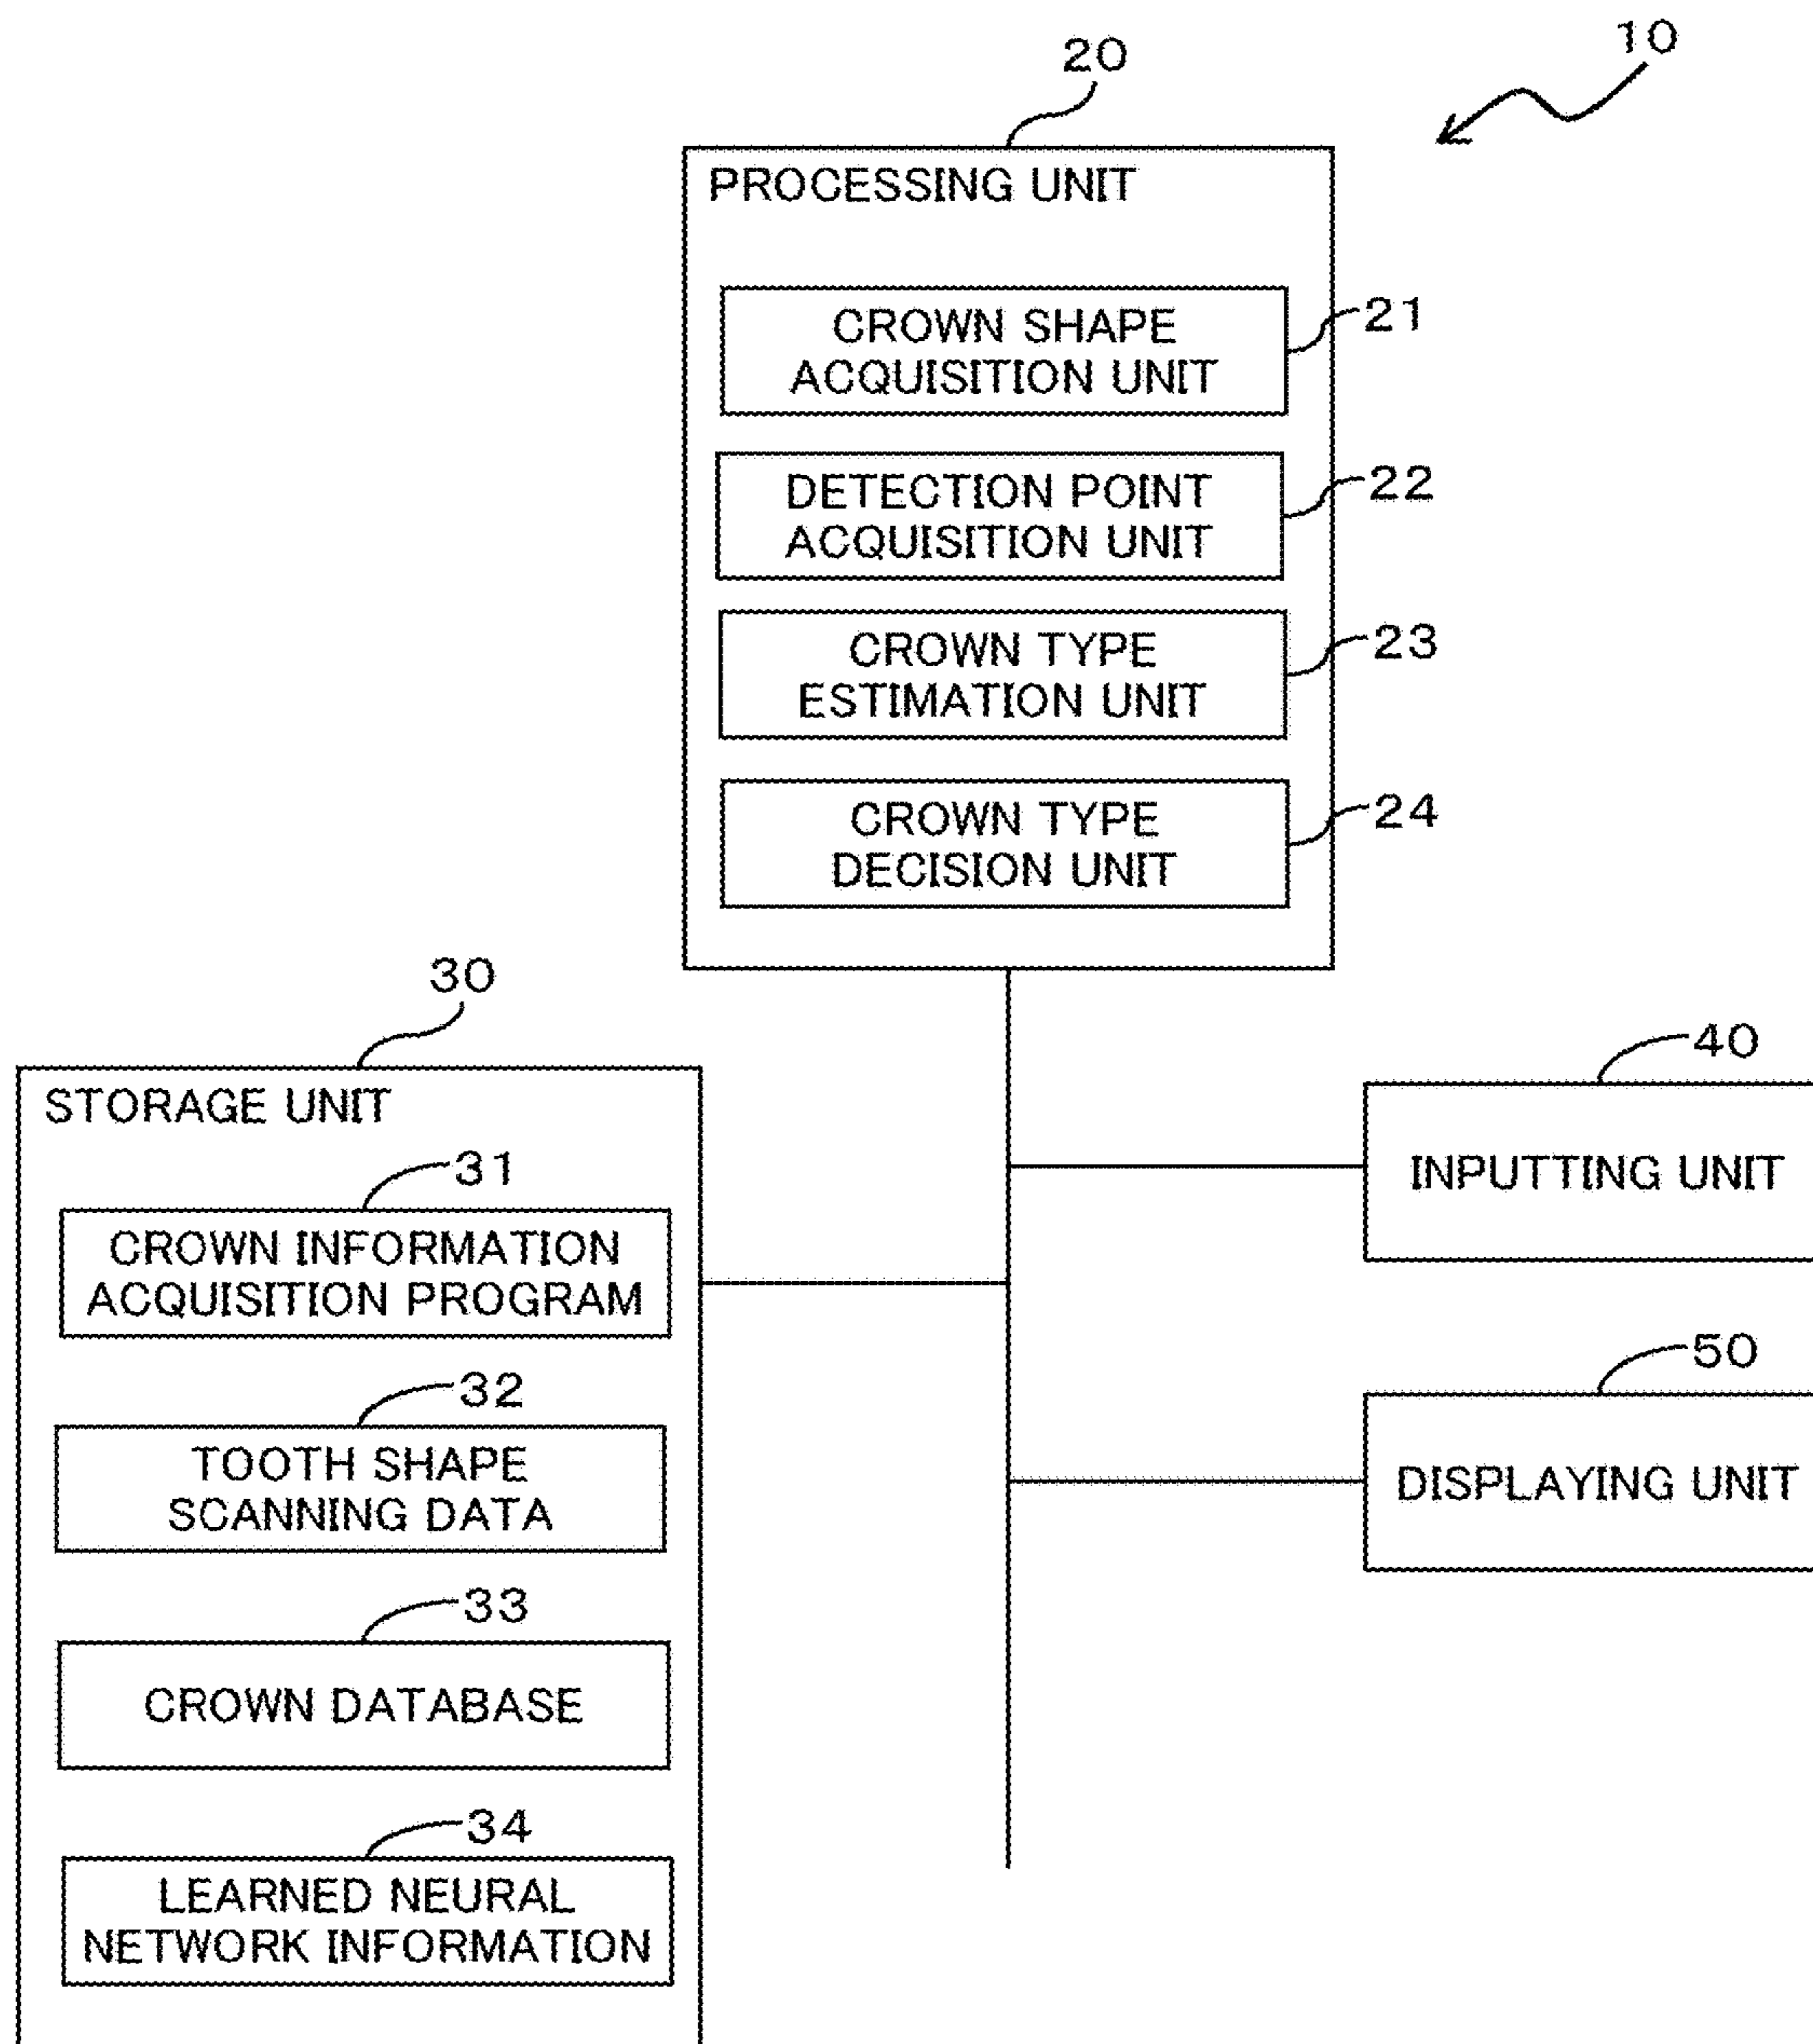 10
20
PROCESSING UNIT
CROWN SHAPE
ACQUISITION UNIT
21
DETECTION POINT
ACQUISITION UNIT
22
CROWN TYPE
ESTIMATION UNIT
23
CROWN TYPE
DECISION UNIT
24
30
STORAGE UNIT
31
CROWN INFORMATION
ACQUISITION PROGRAM
32
TOOTH SHAPE
SCANNING DATA
33
CROWN DATABASE
34
LEARNED NEURAL
NETWORK INFORMATION
40
INPUTTING UNIT
50
DISPLAYING UNIT